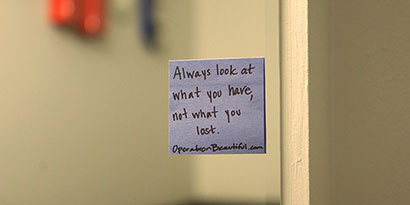 Always look at
what you have,
not what you
lost.
OperationBeautiful.com